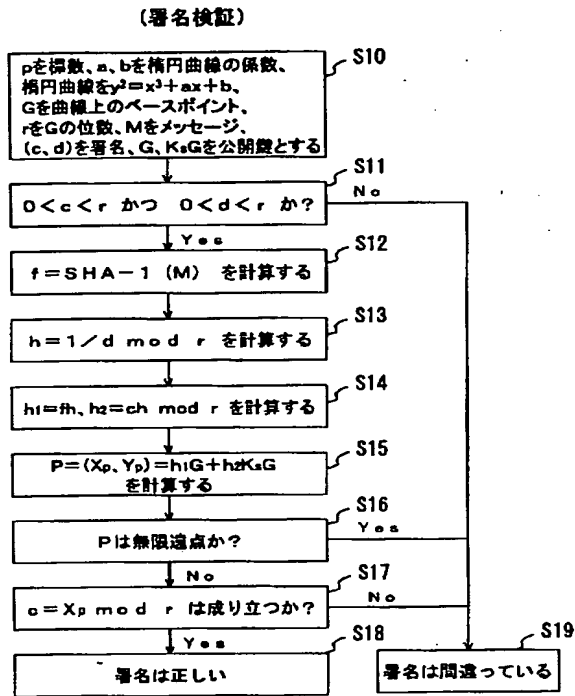 (署名検証)
S10
pを標数、a、bを楕円曲線の係数、
楕円曲線をy²=x³+ax+b、
Gを曲線上のベースポイント、
rをGの位数、Mをメッセージ、
(c、d)を署名、G、KsGを公開鍵とする
S11
0<c<r かつ 0<d<r か?
No
Yes
S12
f=SHA-1 (M) を計算する
S13
h=1/d mod r を計算する
S14
h1=fh、h2=ch mod r を計算する
S15
P=(Xp、Yp)=h1G+h2KsG
を計算する
S16
Pは無限遠点か?
Yes
No
S17
c=Xp mod r は成り立つか?
No
Yes
S18
署名は正しい
S19
署名は間違っている